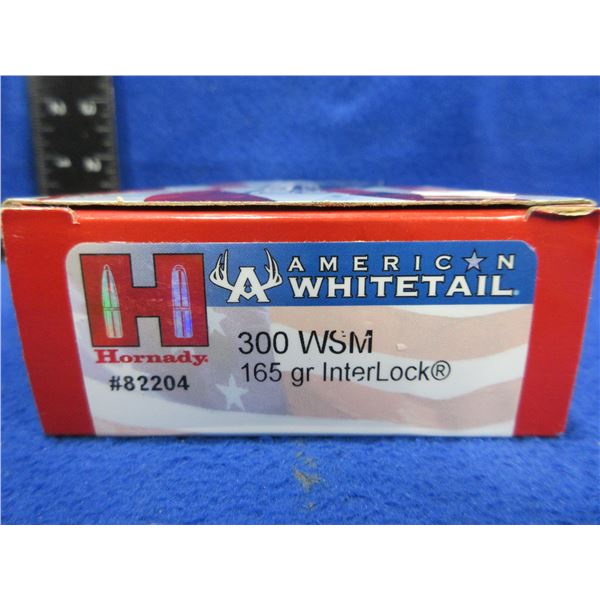 AMERICAN
WHITETAIL®
Hornady®
300 WSM
#82204
165 gr InterLock®